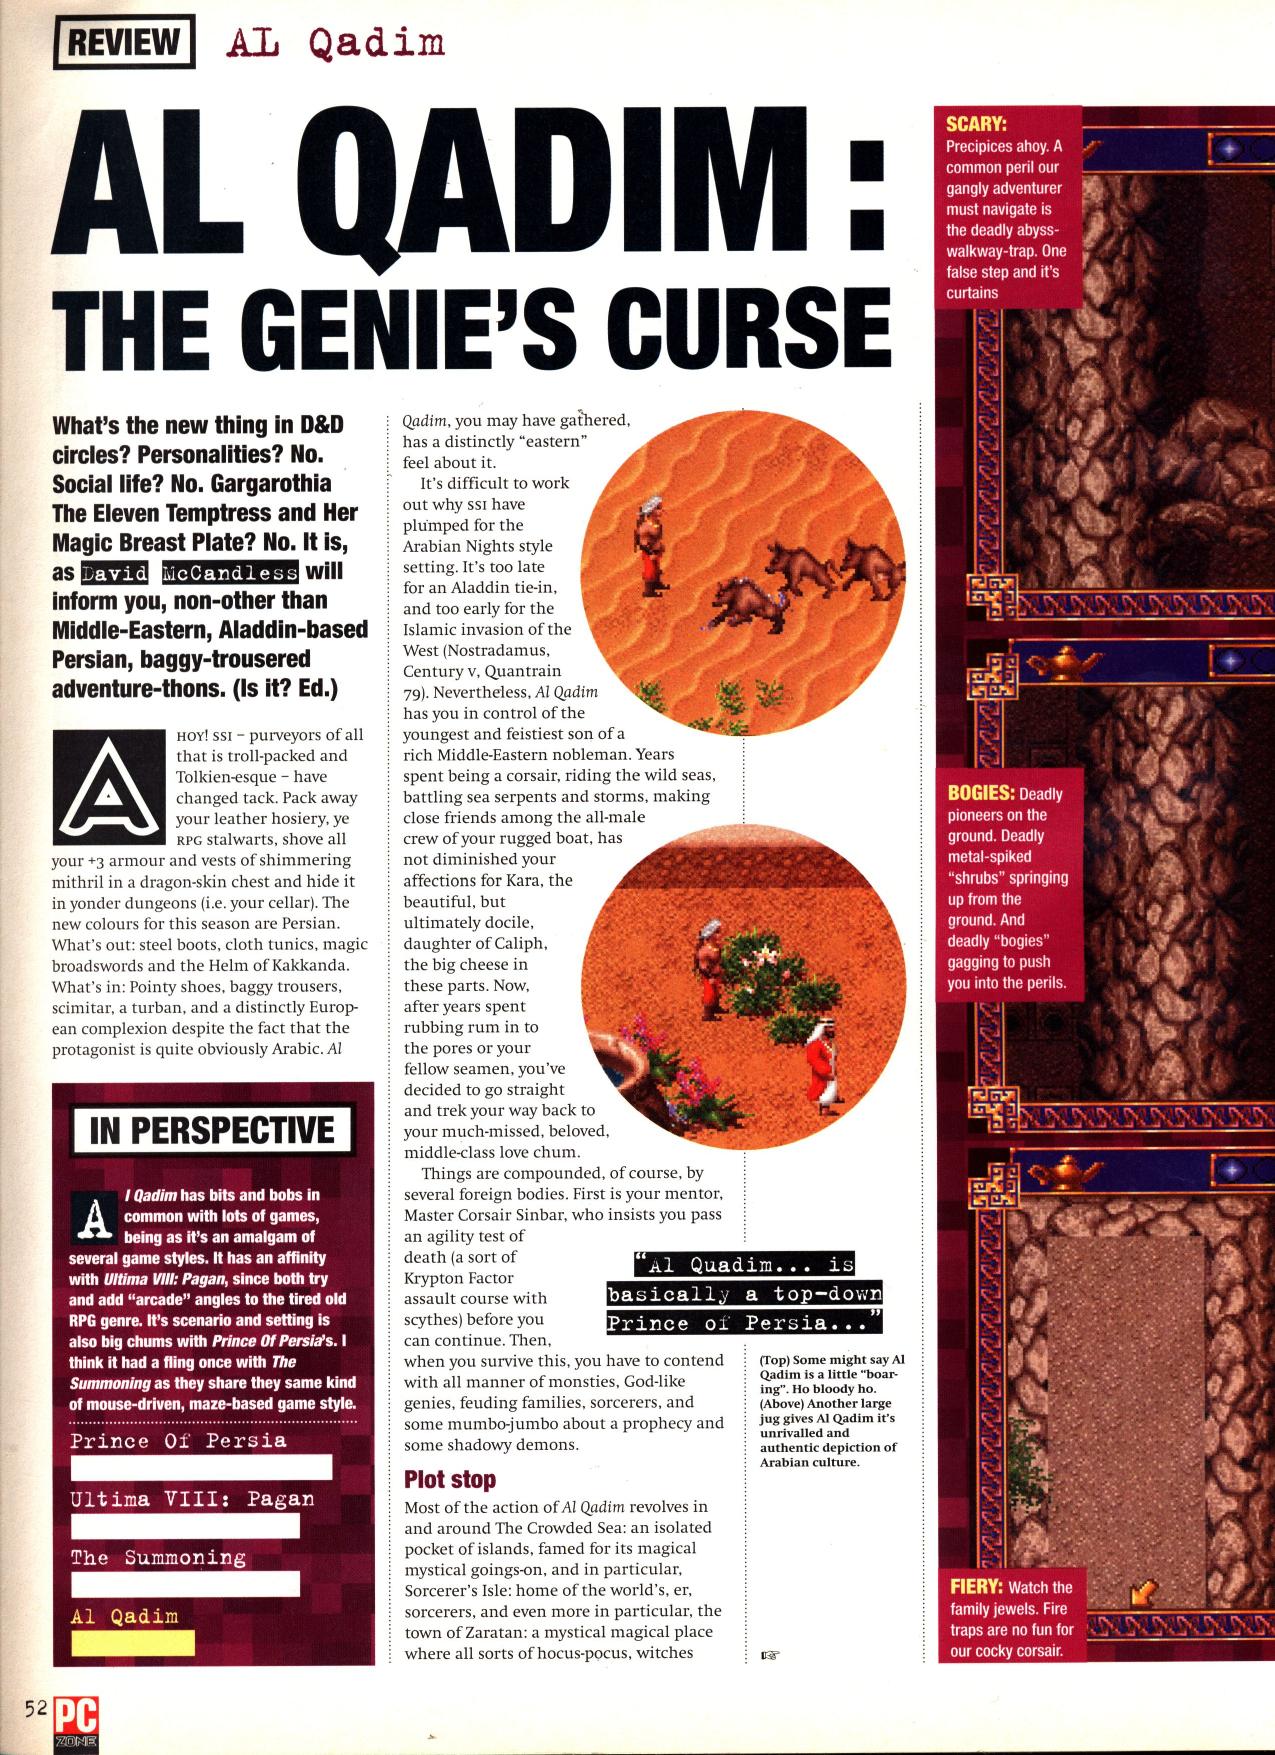 REVIEW AL Qadim
AL QADIM :
THE GENIE'S CURSE
What's the new thing in D&D
circles? Personalities? No.
Social life? No. Gargarothia
The Eleven Temptress and Her
Magic Breast Plate? No. It is,
as David McCandless will
inform you, non-other than
Middle-Eastern, Aladdin-based
Persian, baggy-trousered
adventure-thons. (Is it? Ed.)
AHOY! SSI – purveyors of all
that is troll-packed and
Tolkien-esque – have
changed tack. Pack away
your leather hosiery, ye
RPG stalwarts, shove all
your +3 armour and vests of shimmering
mithril in a dragon-skin chest and hide it
in yonder dungeons (i.e. your cellar). The
new colours for this season are Persian.
What's out: steel boots, cloth tunics, magic
broadswords and the Helm of Kakkanda.
What's in: Pointy shoes, baggy trousers,
scimitar, a turban, and a distinctly Europ-
ean complexion despite the fact that the
protagonist is quite obviously Arabic. Al
IN PERSPECTIVE
Al Qadim has bits and bobs in
common with lots of games,
being as it's an amalgam of
several game styles. It has an affinity
with Ultima VIII: Pagan, since both try
and add "arcade" angles to the tired old
RPG genre. It's scenario and setting is
also big chums with Prince Of Persia's. I
think it had a fling once with The
Summoning as they share they same kind
of mouse-driven, maze-based game style.
Prince Of Persia
Ultima VIII: Pagan
The Summoning
Al Qadim
Qadim, you may have gathered,
has a distinctly "eastern"
feel about it.
It's difficult to work
out why SSI have
plumped for the
Arabian Nights style
setting. It's too late
for an Aladdin tie-in,
and too early for the
Islamic invasion of the
West (Nostradamus,
Century V, Quantrain
79). Nevertheless, Al Qadim
has you in control of the
youngest and feistiest son of a
rich Middle-Eastern nobleman. Years
spent being a corsair, riding the wild seas,
battling sea serpents and storms, making
close friends among the all-male
crew of your rugged boat, has
not diminished your
affections for Kara, the
beautiful, but
ultimately docile,
daughter of Caliph,
the big cheese in
these parts. Now,
after years spent
rubbing rum in to
the pores or your
fellow seamen, you've
decided to go straight
and trek your way back to
your much-missed, beloved,
middle-class love chum.
Things are compounded, of course, by
several foreign bodies. First is your mentor,
Master Corsair Sinbar, who insists you pass
an agility test of
death (a sort of
Krypton Factor
assault course with
scythes) before you
can continue. Then,
when you survive this, you have to contend
with all manner of monsties, God-like
genies, feuding families, sorcerers, and
some mumbo-jumbo about a prophecy and
some shadowy demons.
Plot stop
Most of the action of Al Qadim revolves in
and around The Crowded Sea: an isolated
pocket of islands, famed for its magical
mystical goings-on, and in particular,
Sorcerer's Isle: home of the world's, er,
sorcerers, and even more in particular, the
town of Zaratan: a mystical magical place
where all sorts of hocus-pocus, witches
"Al Quadim... is
basically a top-down
Prince of Persia..."
(Top) Some might say Al
Qadim is a little "boar-
ing". Ho bloody ho.
(Above) Another large
jug gives Al Qadim it's
unrivalled and
authentic depiction of
Arabian culture.
SCARY:
Precipices ahoy. A
common peril our
gangly adventurer
must navigate is
the deadly abyss-
walkway-trap. One
false step and it's
curtains
BOGIES: Deadly
pioneers on the
ground. Deadly
metal-spiked
"shrubs" springing
up from the
ground. And
deadly "bogies"
gagging to push
you into the perils.
FIERY: Watch the
family jewels. Fire
traps are no fun for
our cocky corsair.
52 PC
ZONE